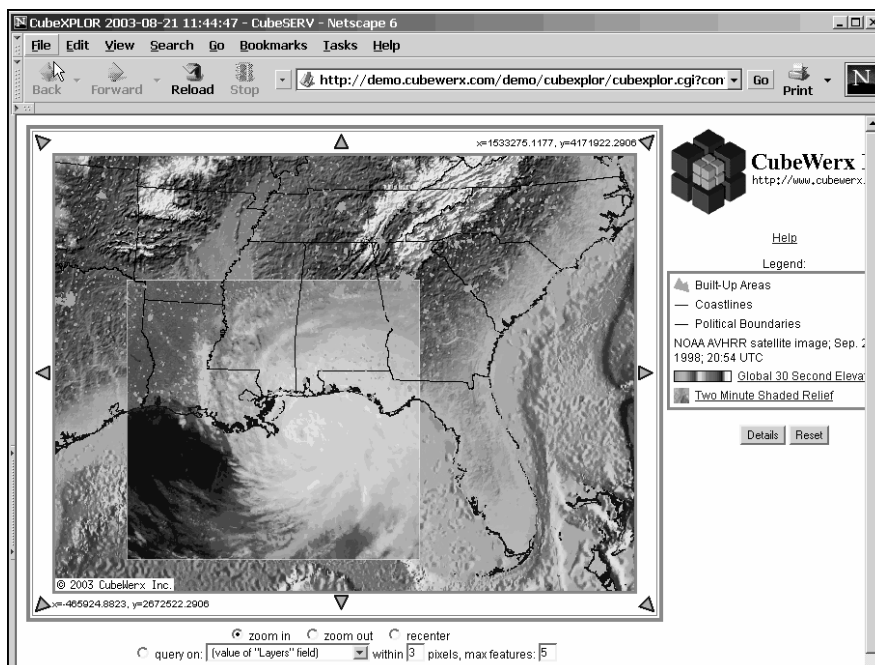 CubeXPLOR 2003-08-21 11:44:47 - CubeSERV - Netscape 6
File Edit View Search Go Bookmarks Tasks Help
Back Forward Reload Stop http://demo.cubewerx.com/demo/cubexplor/cubexplor.cgi?con Go Print N
x=1533275.1177, y=4171922.2906
CubeWerx
http://www.cubewerx.
Help
Legend:
Built-Up Areas
Coastlines
Political Boundaries
NOAA AVHRR satellite image; Sep. 2
1998; 20:54 UTC
Global 30 Second Eleva
Two Minute Shaded Relief
Details Reset
© 2003 CubeWerx Inc.
x=-465924.8823, y=2672522.2906
zoom in zoom out recenter
query on: (value of "Layers" field) within 3 pixels, max features: 5